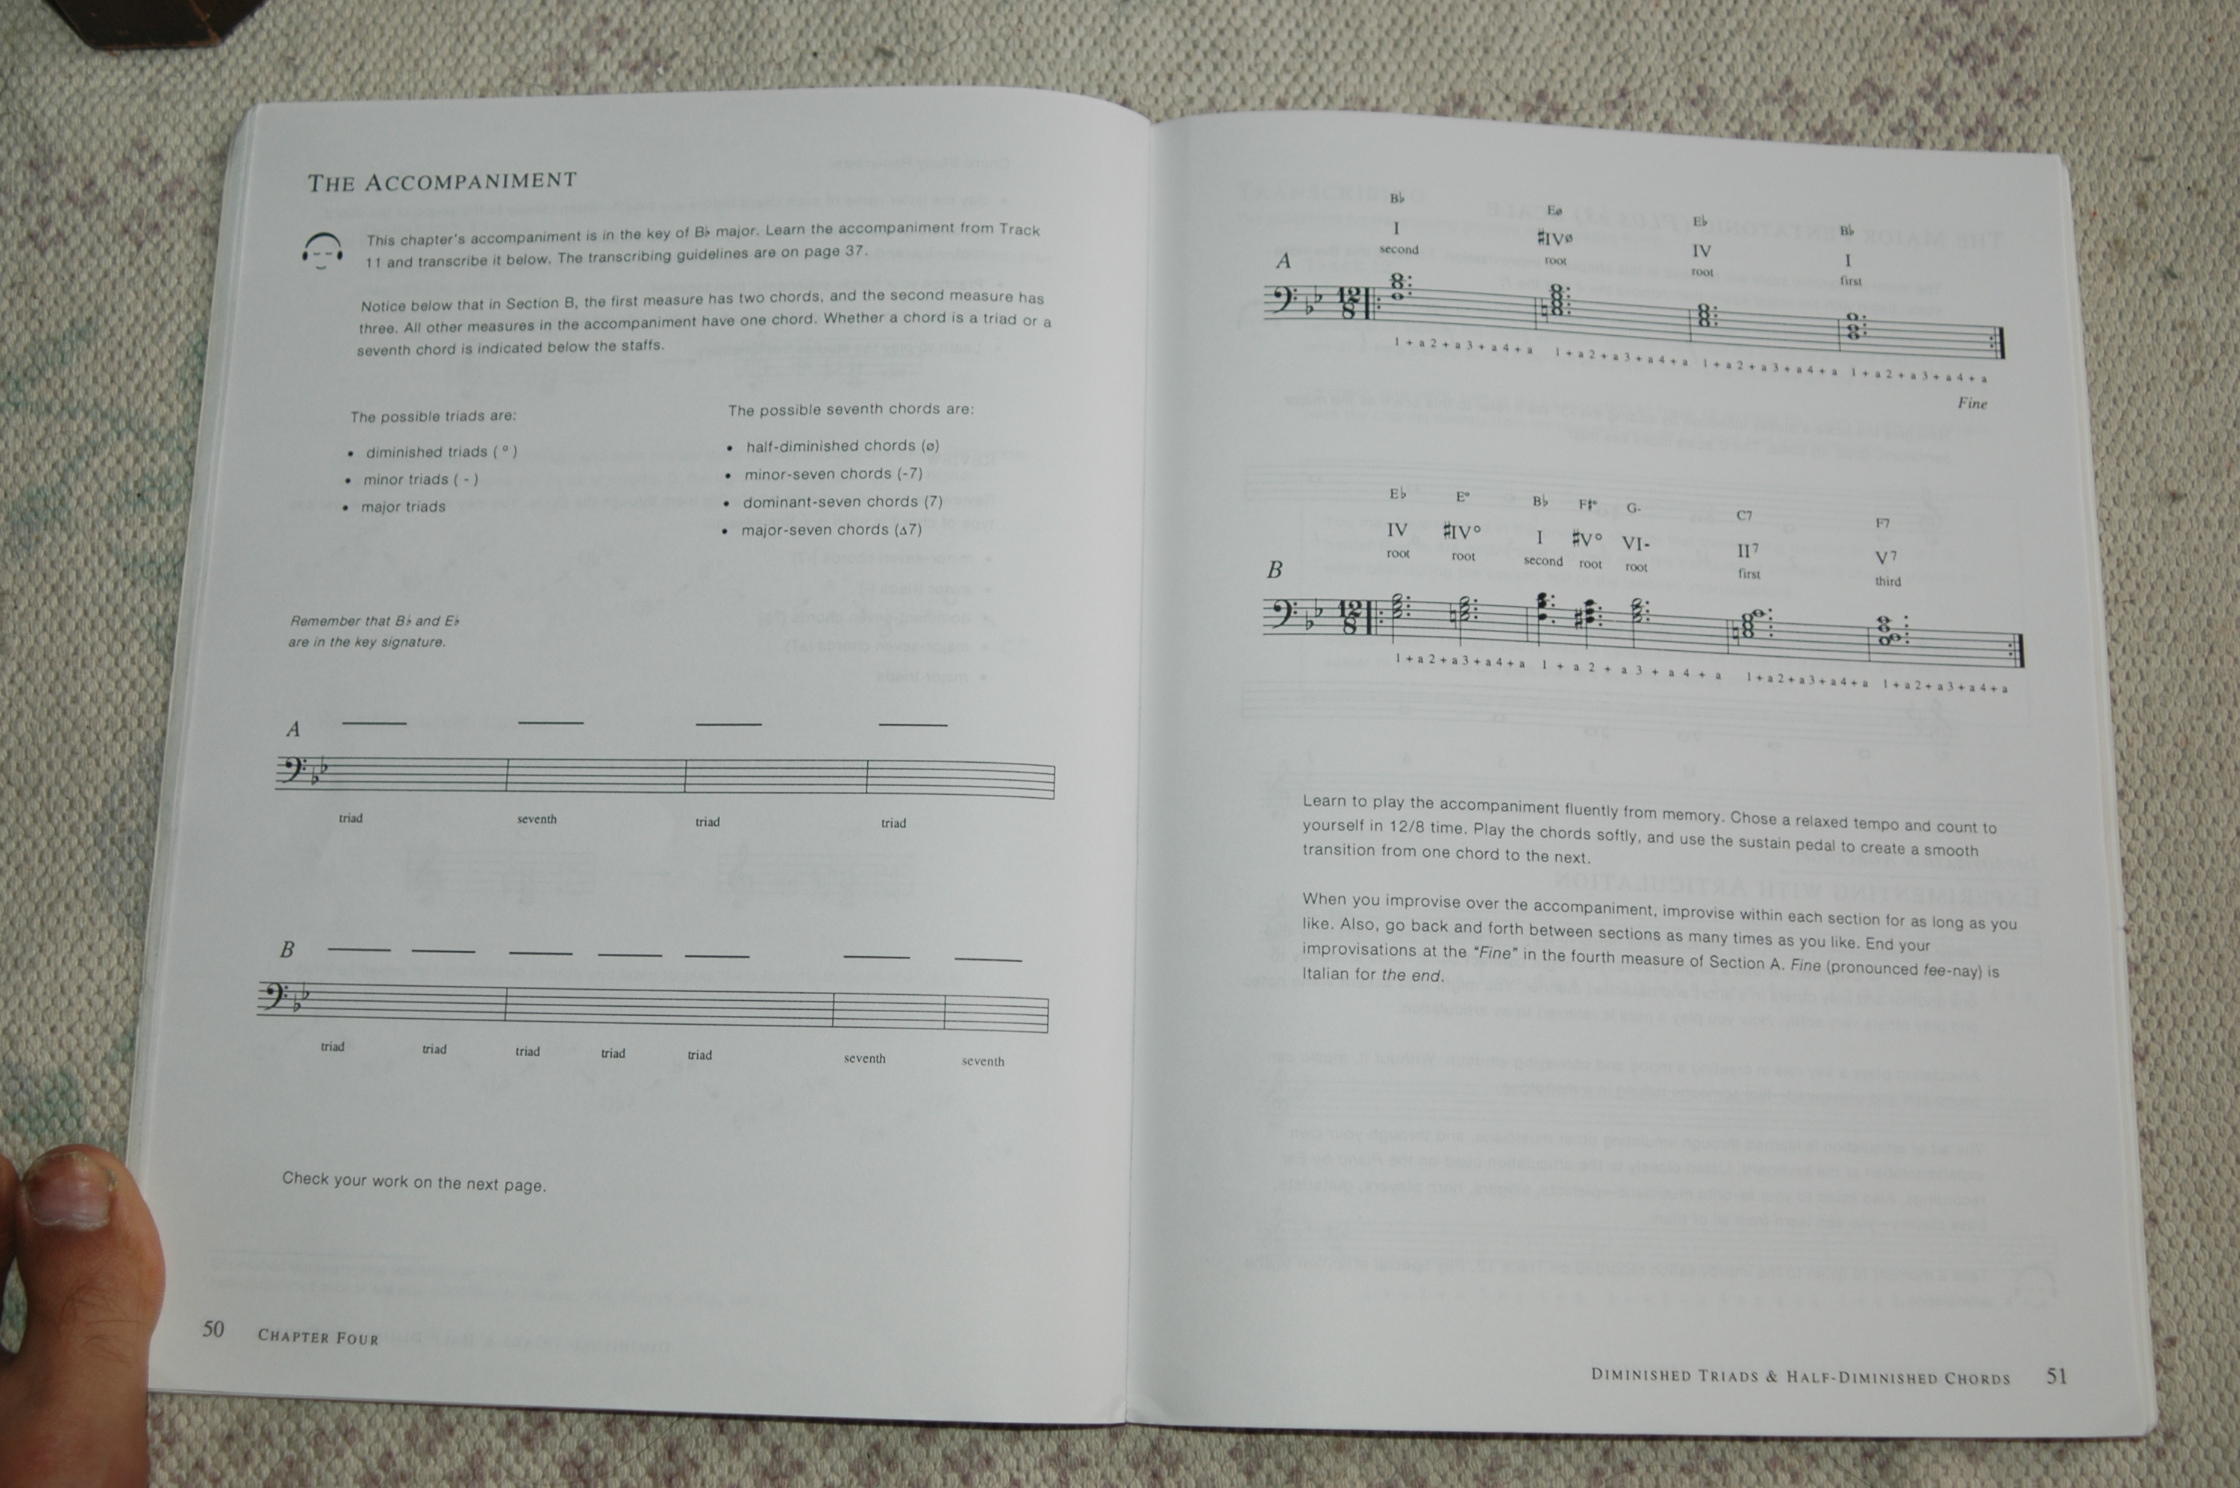 THE ACCOMPANIMENT
This chapter's accompaniment is in the key of B♭ major. Learn the accompaniment from Track
11 and transcribe it below. The transcribing guidelines are on page 37.
Notice below that in Section B, the first measure has two chords, and the second measure has
three. All other measures in the accompaniment have one chord. Whether a chord is a triad or a
seventh chord is indicated below the staffs.
The possible triads are:
• diminished triads ( ° )
• minor triads ( - )
• major triads
The possible seventh chords are:
• half-diminished chords (ø)
• minor-seven chords (-7)
• dominant-seven chords (7)
• major-seven chords (∆7)
Remember that B♭ and E♭
are in the key signature.
A
triad seventh triad triad
B
triad triad triad triad triad seventh seventh
Check your work on the next page.
50 CHAPTER FOUR
B♭ Eø E♭ B♭
I ♯IVø IV I
second root root first
A
12
8
1 + a 2 + a 3 + a 4 + a 1 + a 2 + a 3 + a 4 + a 1 + a 2 + a 3 + a 4 + a 1 + a 2 + a 3 + a 4 + a
Fine
E♭ E° B♭ F♯° G- C7 F7
IV ♯IV° I ♯V° VI- II7 V7
root root second root root first third
B
12
8
1 + a 2 + a 3 + a 4 + a 1 + a 2 + a 3 + a 4 + a 1 + a 2 + a 3 + a 4 + a 1 + a 2 + a 3 + a 4 + a
Learn to play the accompaniment fluently from memory. Chose a relaxed tempo and count to
yourself in 12/8 time. Play the chords softly, and use the sustain pedal to create a smooth
transition from one chord to the next.
When you improvise over the accompaniment, improvise within each section for as long as you
like. Also, go back and forth between sections as many times as you like. End your
improvisations at the "Fine" in the fourth measure of Section A. Fine (pronounced fee-nay) is
Italian for the end.
DIMINISHED TRIADS & HALF-DIMINISHED CHORDS 51